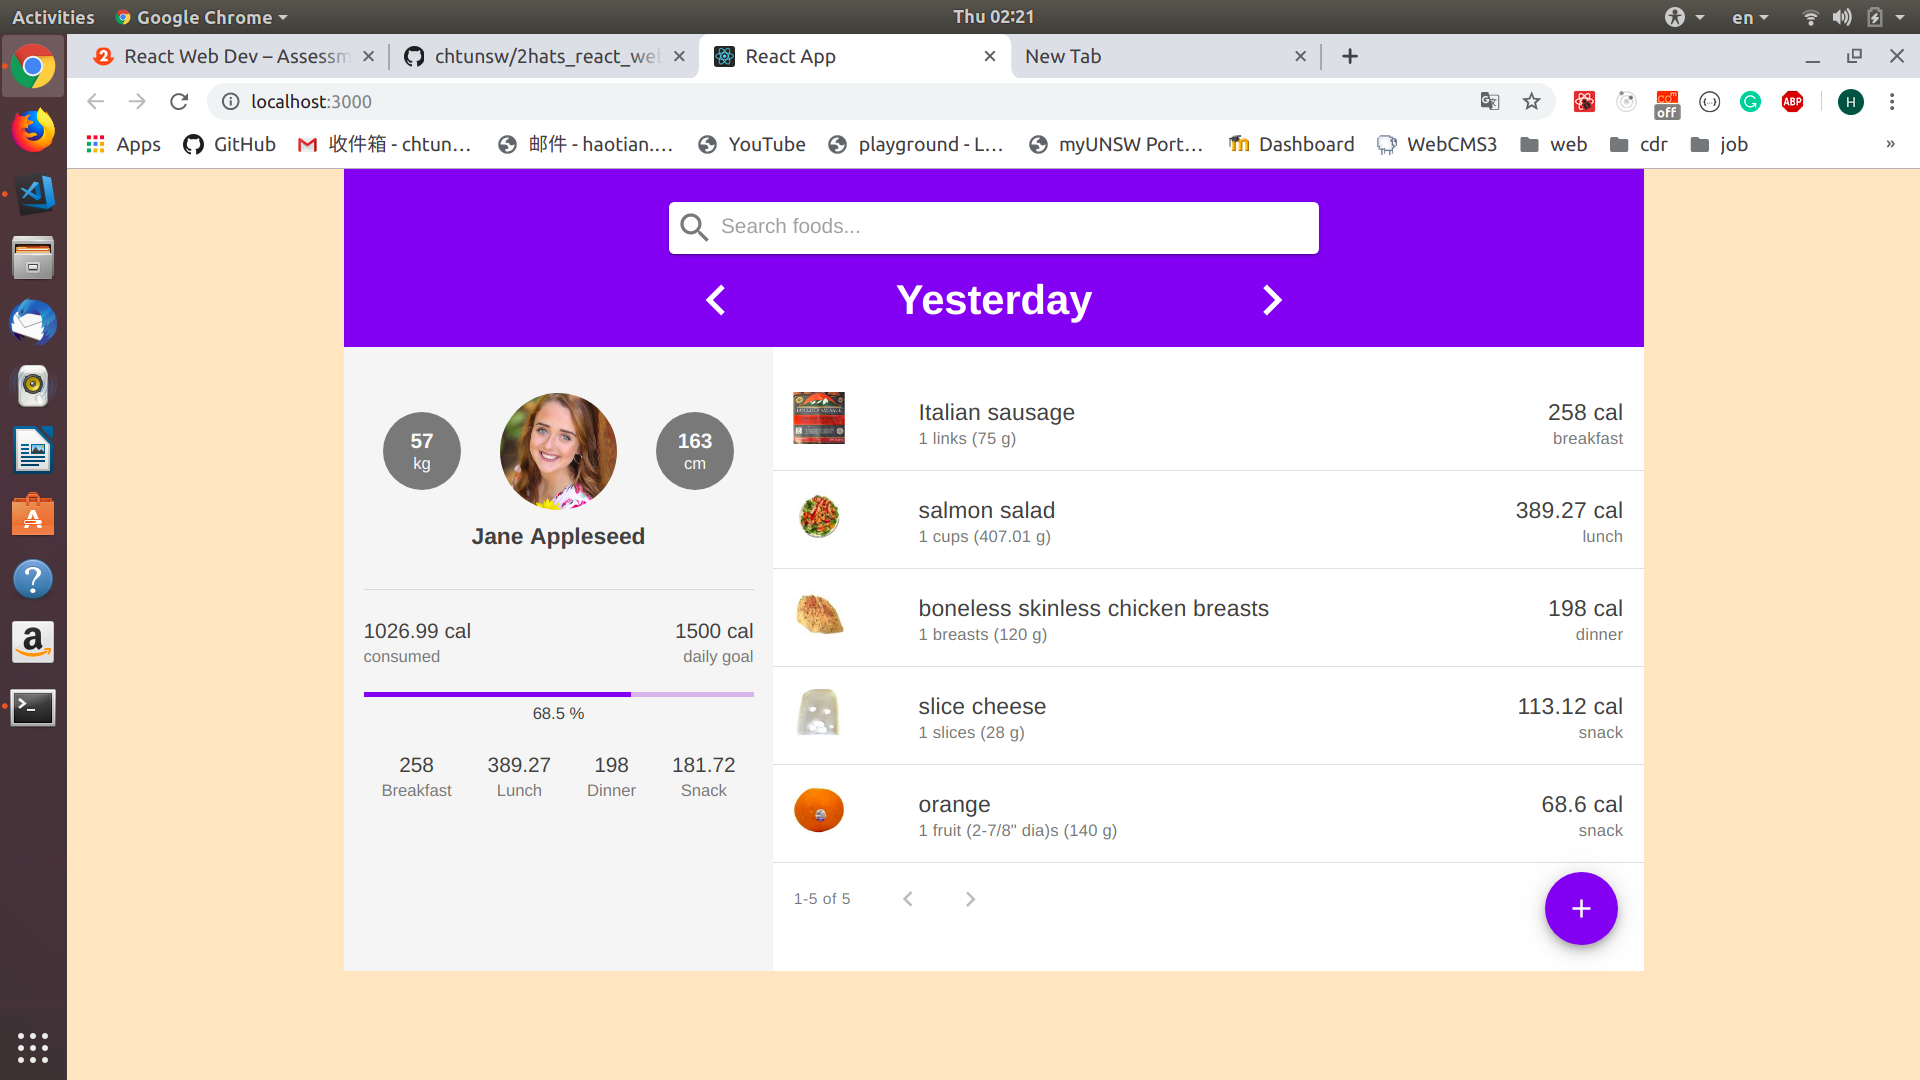 Activities Google Chrome Thu 02:21 en
React Web Dev – Assessm chtunsw/2hats_react_we React App New Tab
localhost:3000 off ABP H
Apps GitHub 收件箱 - chtun... 邮件 - haotian.... YouTube playground - L... myUNSW Port... Dashboard WebCMS3 web cdr job »
Search foods...
Yesterday
57
kg
163
cm
Jane Appleseed
1026.99 cal 1500 cal
consumed daily goal
68.5 %
258 389.27 198 181.72
Breakfast Lunch Dinner Snack
Italian sausage 258 cal
1 links (75 g) breakfast
salmon salad 389.27 cal
1 cups (407.01 g) lunch
boneless skinless chicken breasts 198 cal
1 breasts (120 g) dinner
slice cheese 113.12 cal
1 slices (28 g) snack
orange 68.6 cal
1 fruit (2-7/8" dia)s (140 g) snack
1-5 of 5